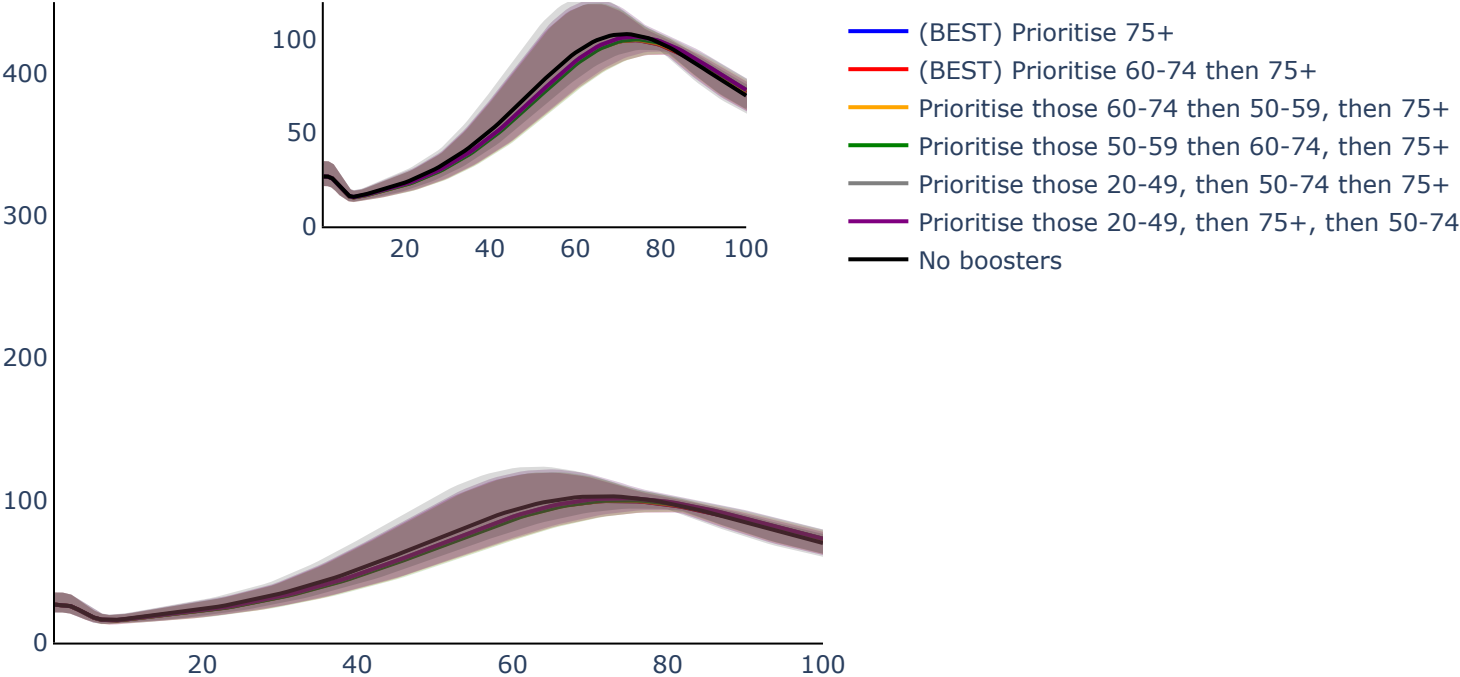 400
300
200
100
0
20
40
60
80
100
100
50
0
20
40
60
80
100
(BEST) Prioritise 75+
(BEST) Prioritise 60-74 then 75+
Prioritise those 60-74 then 50-59, then 75+
Prioritise those 50-59 then 60-74, then 75+
Prioritise those 20-49, then 50-74 then 75+
Prioritise those 20-49, then 75+, then 50-74
No boosters